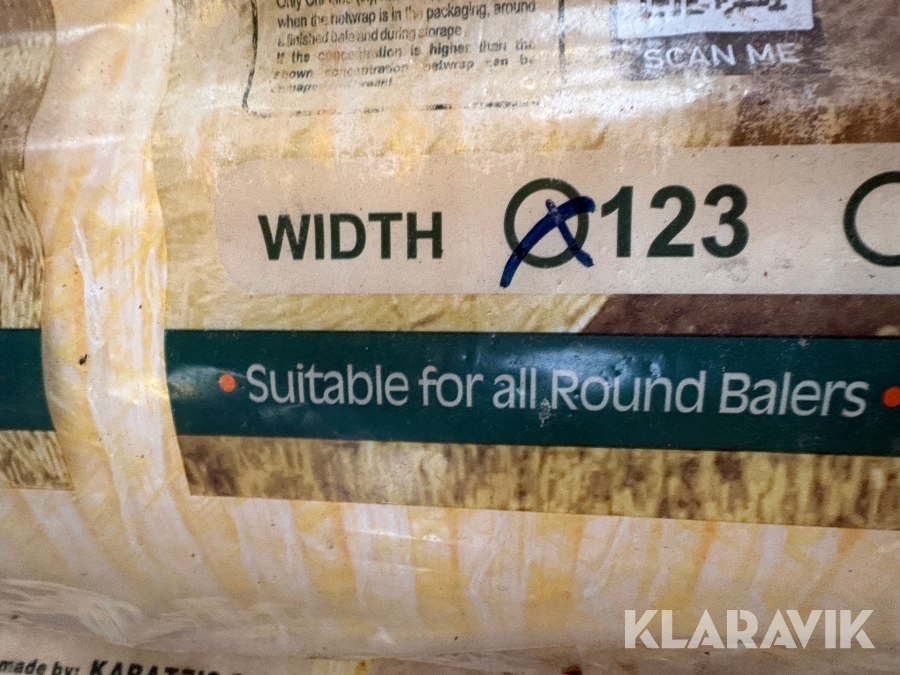 when the netwrap is in the packaging, around
a finished bale and during storage
If the concentration is higher than the
shown concentration netwrap can be
SCAN ME
WIDTH 123
• Suitable for all Round Balers •
KLARAVIK
made by: